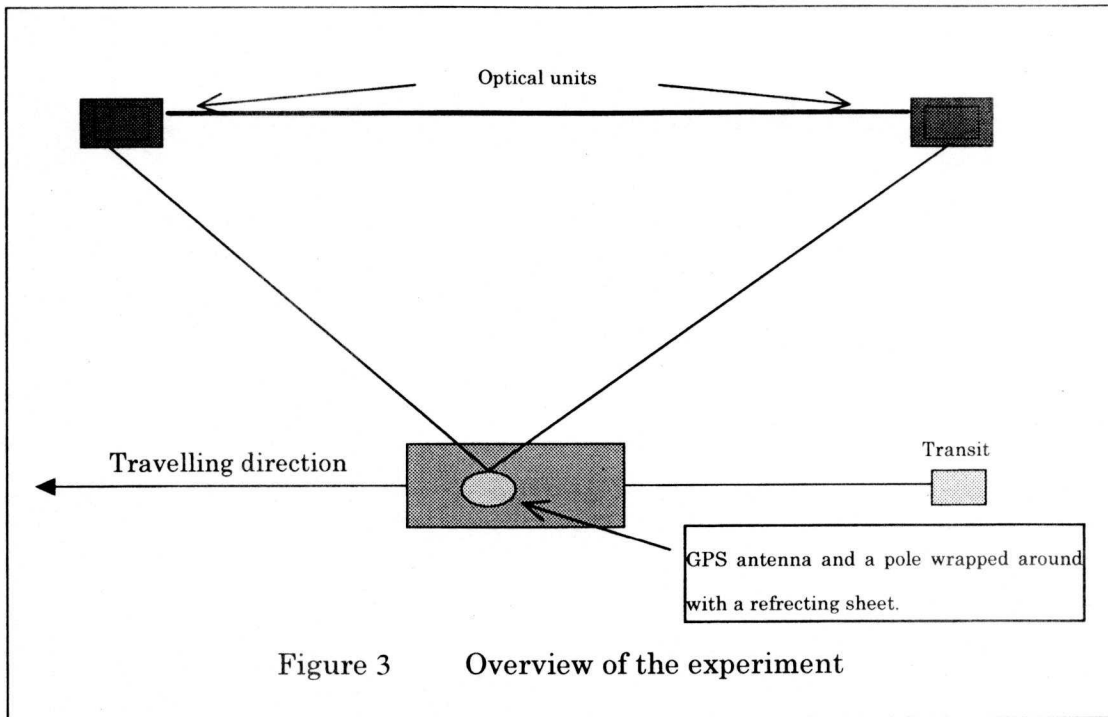 Optical units
Travelling direction
Transit
GPS antenna and a pole wrapped around
with a refrecting sheet.
Figure 3 Overview of the experiment